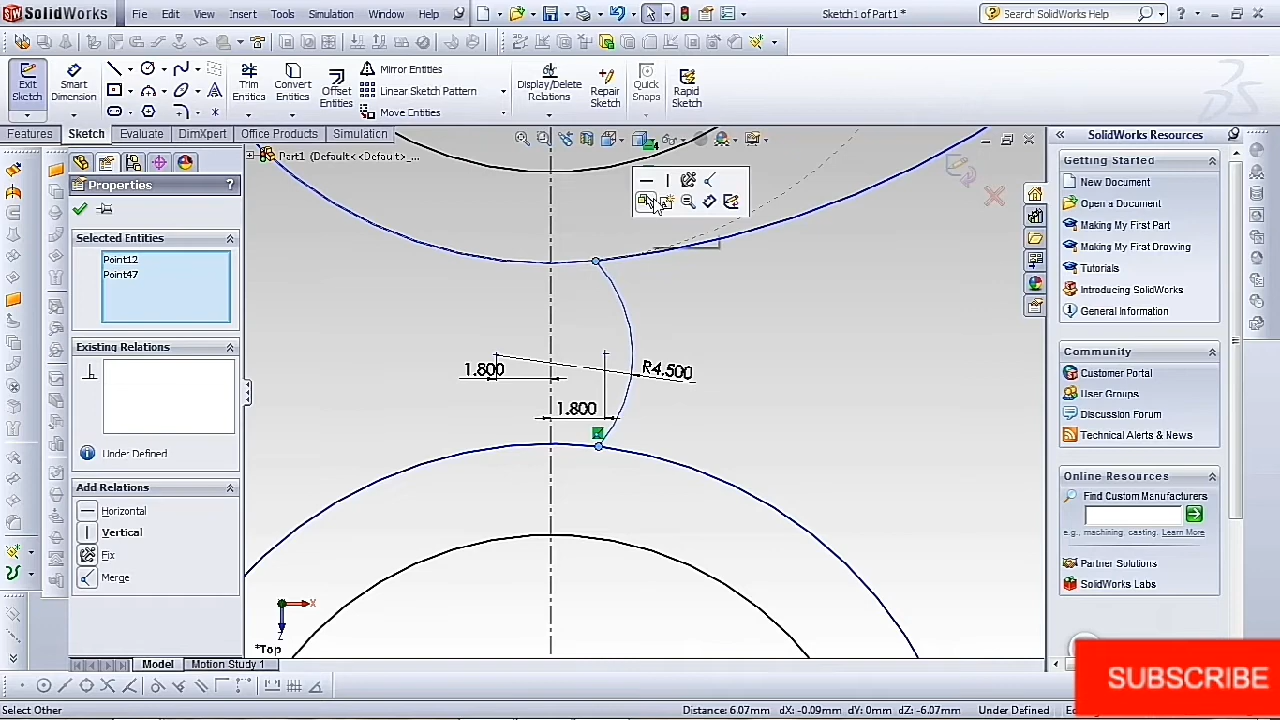 SolidWorks File Edit View Insert Tools Simulation Window Help Sketch1 of Part1 * Search SolidWorks Help
Exit Sketch Smart Dimension Trim Entities Convert Entities Offset Entities Mirror Entities Linear Sketch Pattern Move Entities Display/Delete Relations Repair Sketch Quick Snaps Rapid Sketch
Features Sketch Evaluate DimXpert Office Products Simulation
Part1 (Default<<Default>_...
Properties ?
Selected Entities
Point12
Point47
Existing Relations
Under Defined
Add Relations
Horizontal
Vertical
Fix
Merge
4
1.800
R4.500
1.800
X
Z
*Top
SolidWorks Resources
Getting Started
New Document
Open a Document
Making My First Part
Making My First Drawing
Tutorials
Introducing SolidWorks
General Information
Community
Customer Portal
User Groups
Discussion Forum
Technical Alerts & News
Online Resources
Find Custom Manufacturers
e.g., machining, casting, Learn More
Partner Solutions
SolidWorks Labs
Model Motion Study 1
SUBSCRIBE
Select Other Distance: 6.07mm dX: -0.09mm dY: 0mm dZ: -6.07mm Under Defined